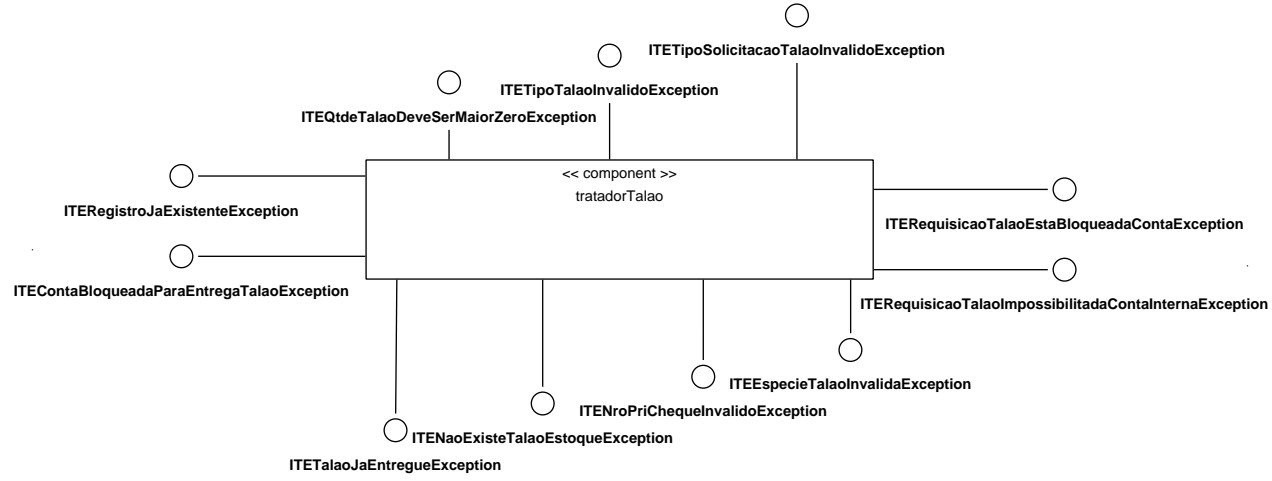 ITETipoSolicitacaoTalaoInvalidoException
ITETipoTalaoInvalidoException
ITEQtdeTalaoDeveSerMaiorZeroException
<< component >>
tratadorTalao
ITERegistroJaExistenteException
ITERequisicaoTalaoEstaBloqueadaContaException
ITEContaBloqueadaParaEntregaTalaoException
ITERequisicaoTalaoImpossibilitadaContaInternaException
ITEEspecieTalaoInvalidaException
ITENroPriChequeInvalidoException
ITENaoExisteTalaoEstoqueException
ITETalaoJaEntregueException